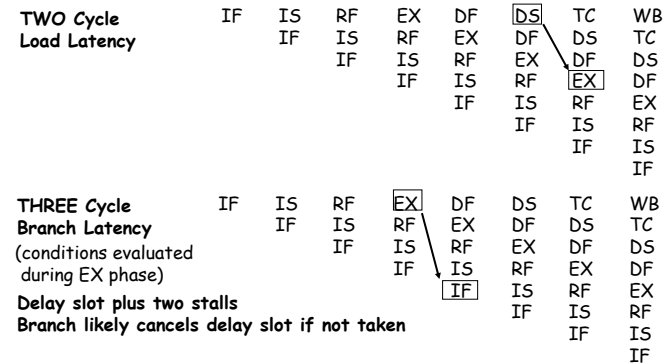 TWO Cycle IF IS RF EX DF DS TC WB
Load Latency IF IS RF EX DF DS TC
IF IS RF EX DF DS
IF IS RF EX DF
IF IS RF EX
IF IS RF
IF IS
IF
THREE Cycle IF IS RF EX DF DS TC WB
Branch Latency IF IS RF EX DF DS TC
(conditions evaluated IF IS RF EX DF DS
during EX phase) IF IS RF EX DF
IF IS RF EX
Delay slot plus two stalls
IF IS RF
Branch likely cancels delay slot if not taken
IF IS
IF